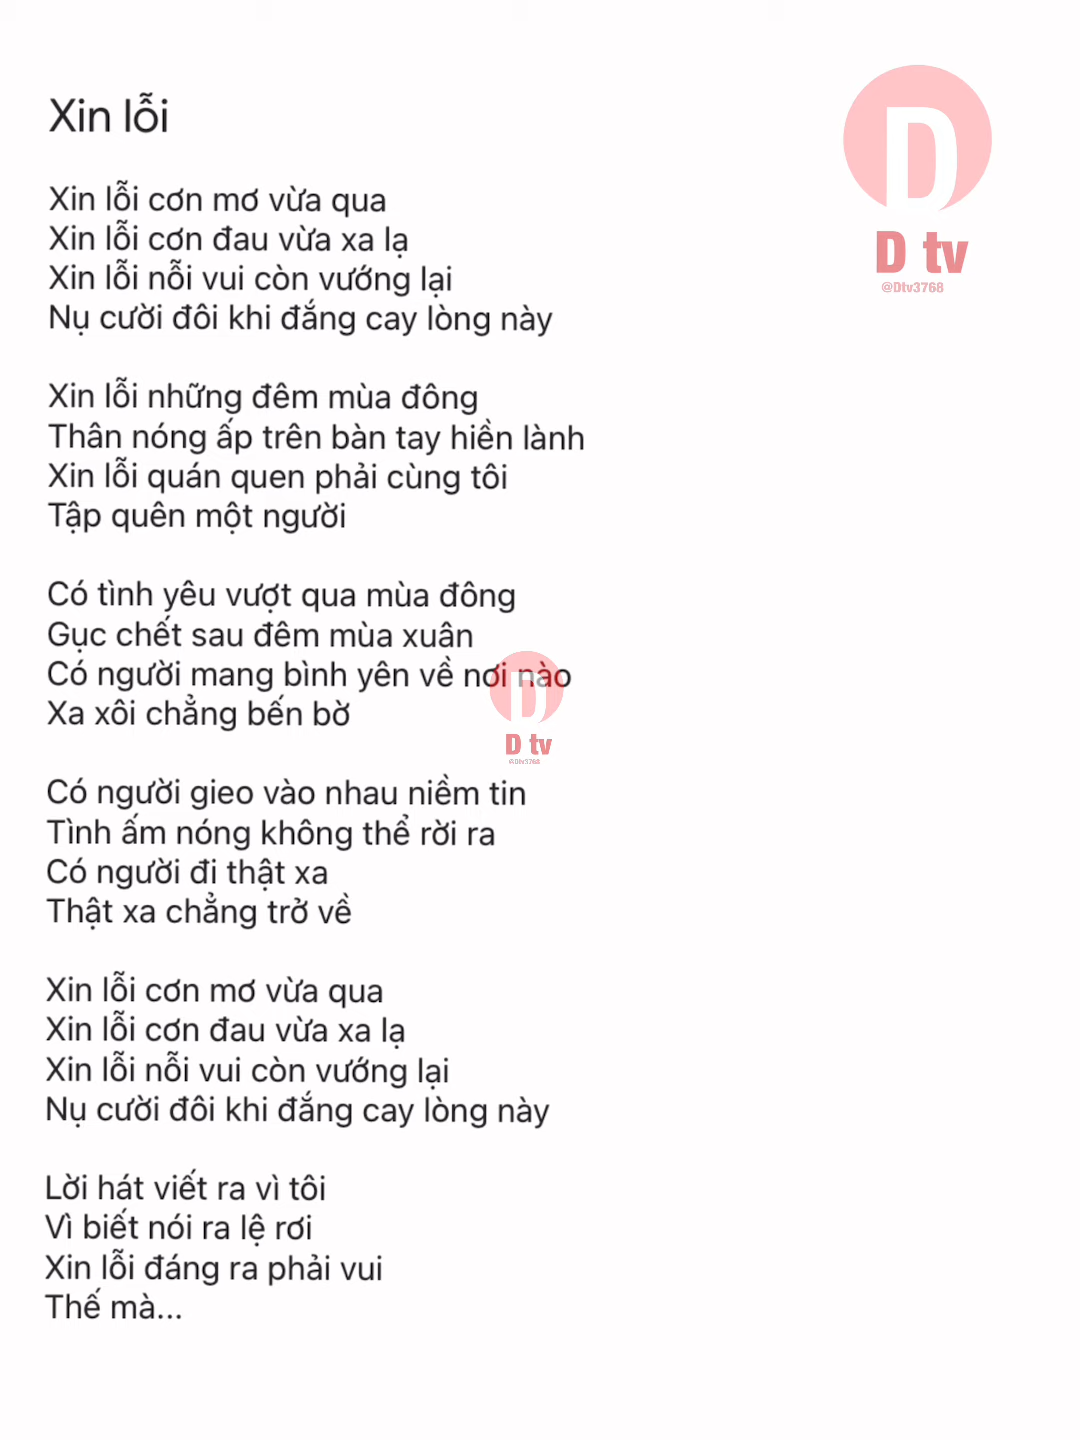 Xin lỗi
D
D tv
@Dtv3768
Xin lỗi cơn mơ vừa qua
Xin lỗi cơn đau vừa xa lạ
Xin lỗi nỗi vui còn vướng lại
Nụ cười đôi khi đắng cay lòng này
Xin lỗi những đêm mùa đông
Thân nóng ấp trên bàn tay hiền lành
Xin lỗi quán quen phải cùng tôi
Tập quên một người
Có tình yêu vượt qua mùa đông
Gục chết sau đêm mùa xuân
Có người mang bình yên về nơi nào
Xa xôi chẳng bến bờ
D
D tv
@Dtv3768
Có người gieo vào nhau niềm tin
Tình ấm nóng không thể rời ra
Có người đi thật xa
Thật xa chẳng trở về
Xin lỗi cơn mơ vừa qua
Xin lỗi cơn đau vừa xa lạ
Xin lỗi nỗi vui còn vướng lại
Nụ cười đôi khi đắng cay lòng này
Lời hát viết ra vì tôi
Vì biết nói ra lệ rơi
Xin lỗi đáng ra phải vui
Thế mà...